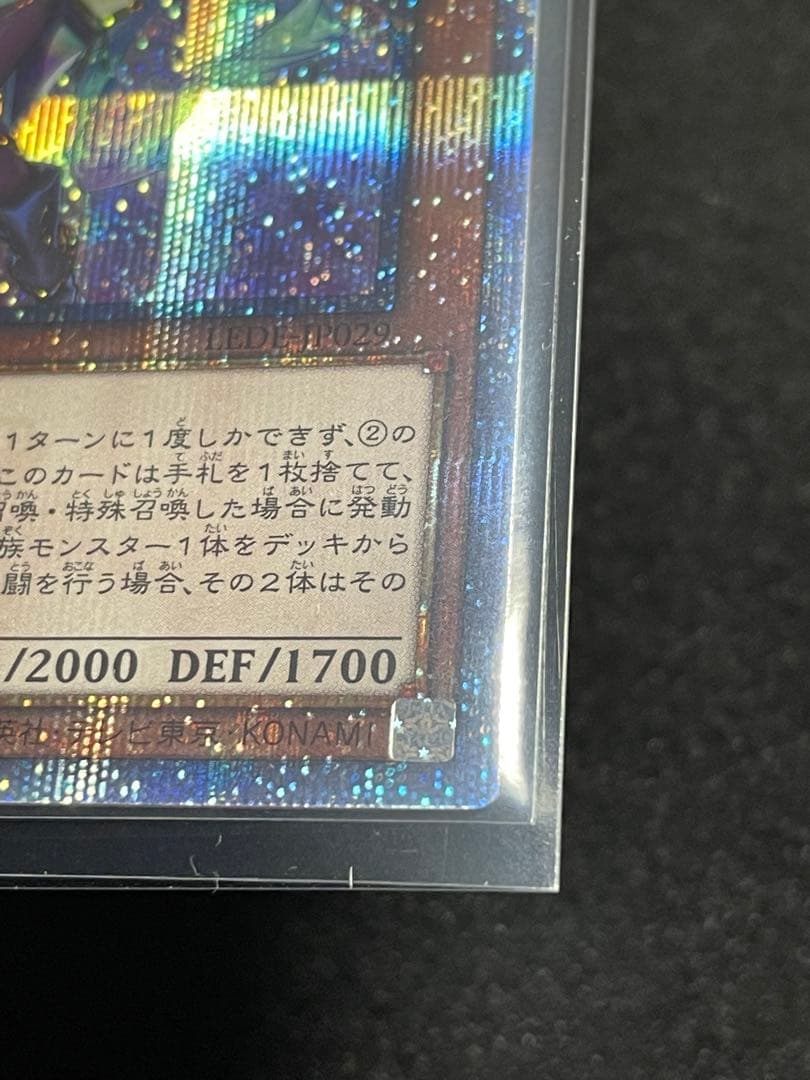 LEDE-JP029
1ターンに1度しかできず、②の
このカードは手札を1枚捨てて、
召喚・特殊召喚した場合に発動
族モンスター1体をデッキから
闘を行う場合、その2体はその
/2000 DEF/1700
英社・テレビ東京・KONAMI